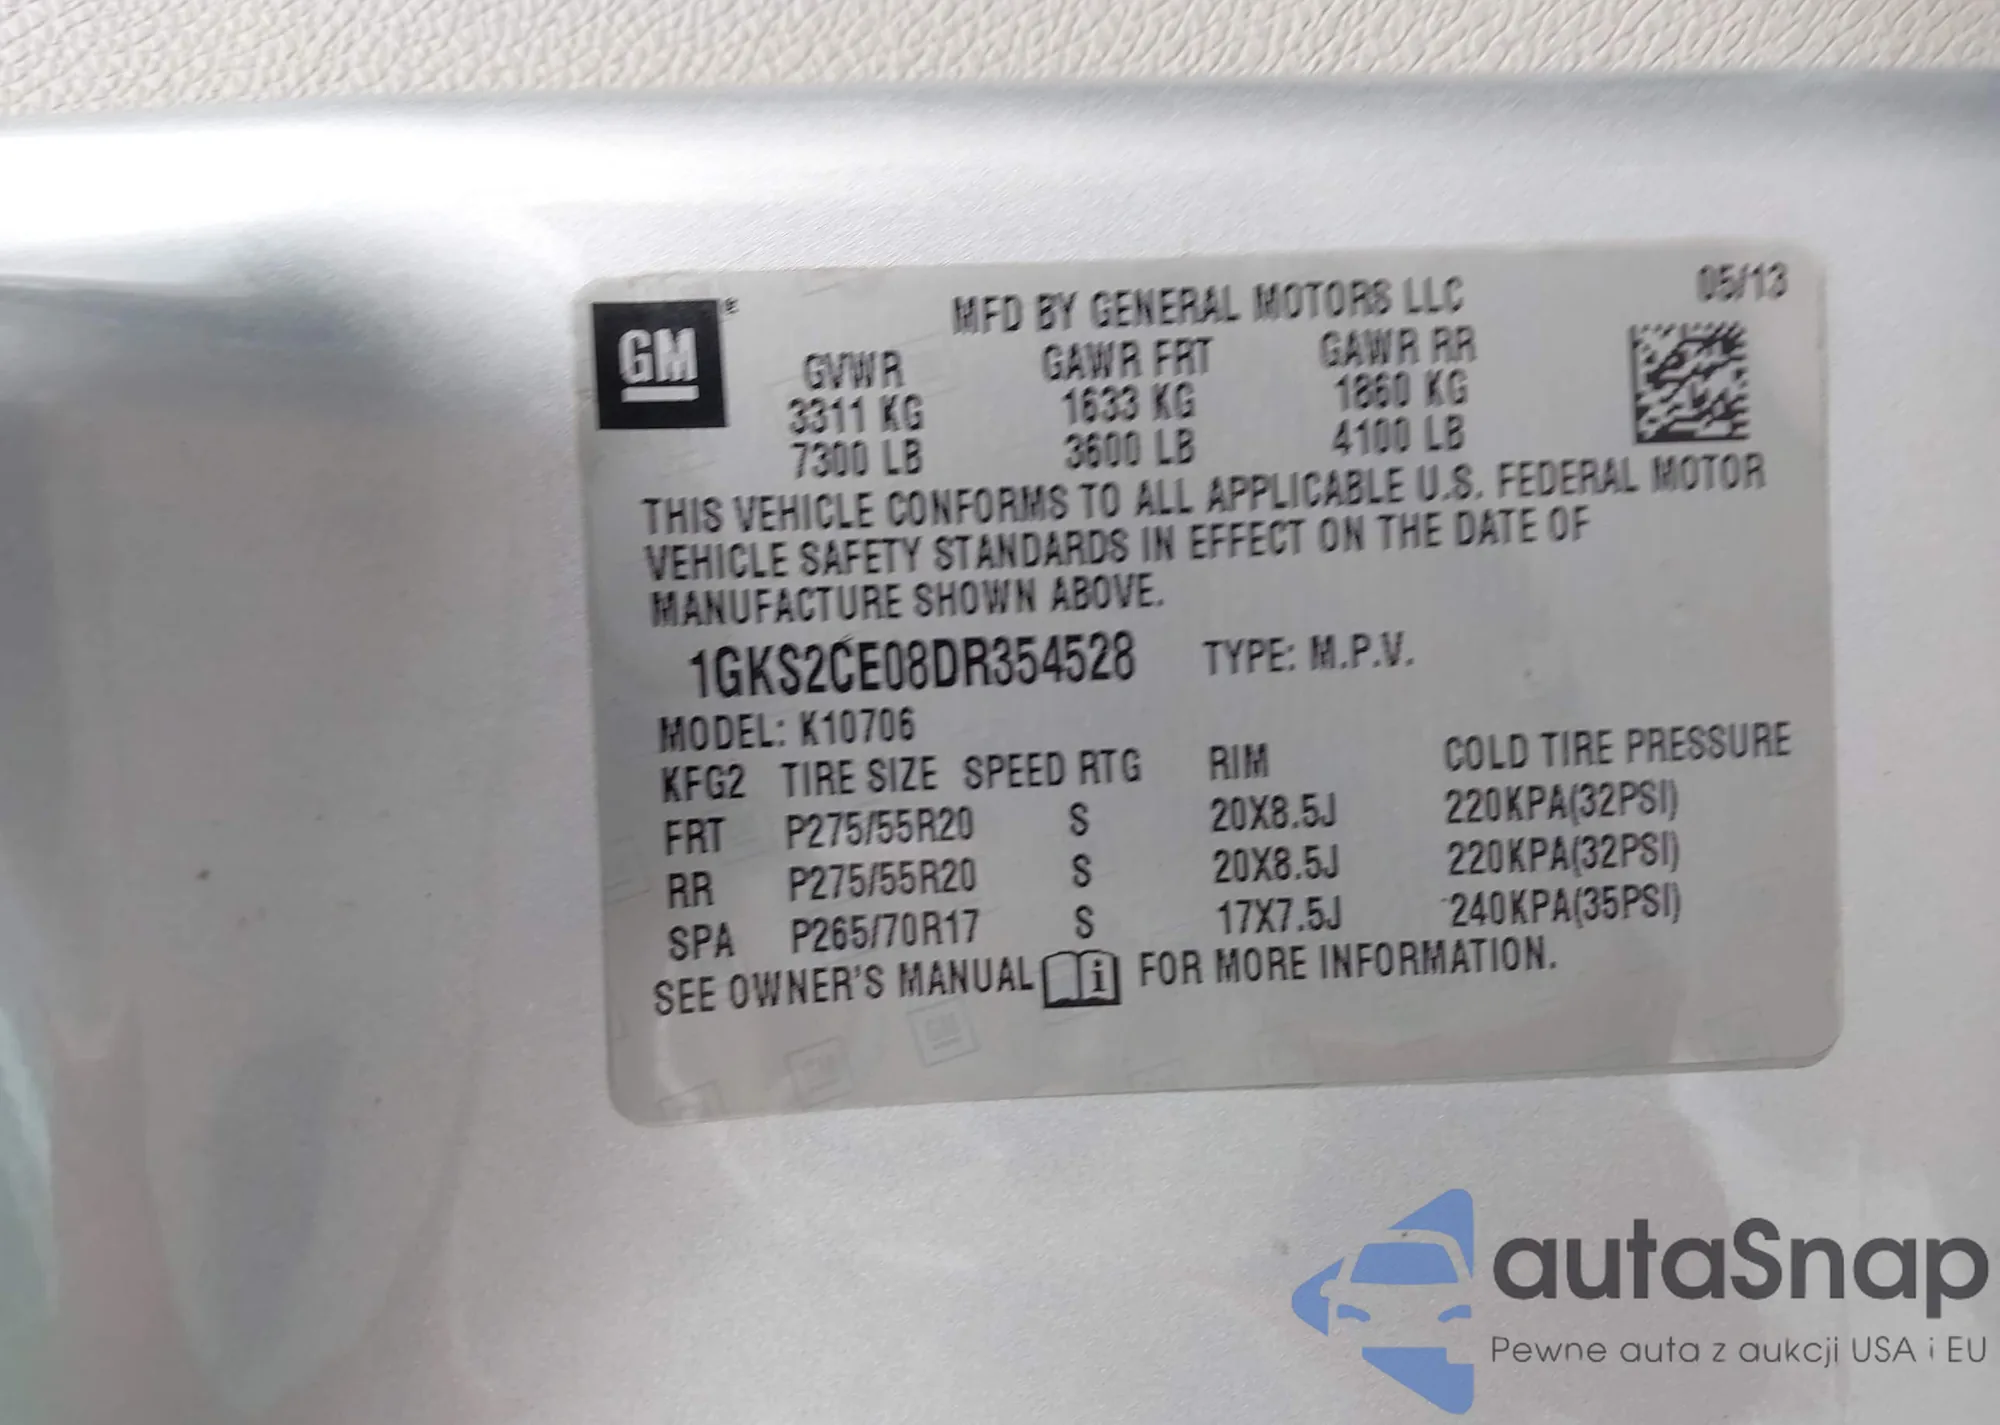 GM
MFD BY GENERAL MOTORS LLC 05/13
GVWR GAWR FRT GAWR RR
3311 KG 1633 KG 1860 KG
7300 LB 3600 LB 4100 LB
THIS VEHICLE CONFORMS TO ALL APPLICABLE U.S. FEDERAL MOTOR
VEHICLE SAFETY STANDARDS IN EFFECT ON THE DATE OF
MANUFACTURE SHOWN ABOVE.
1GKS2CE08DR354528 TYPE: M.P.V.
MODEL: K10706
KFG2 TIRE SIZE SPEED RTG RIM COLD TIRE PRESSURE
FRT P275/55R20 S 20X8.5J 220KPA(32PSI)
RR P275/55R20 S 20X8.5J 220KPA(32PSI)
SPA P265/70R17 S 17X7.5J 240KPA(35PSI)
SEE OWNER'S MANUAL i FOR MORE INFORMATION.
GM
autaSnap
Pewne auta z aukcji USA i EU